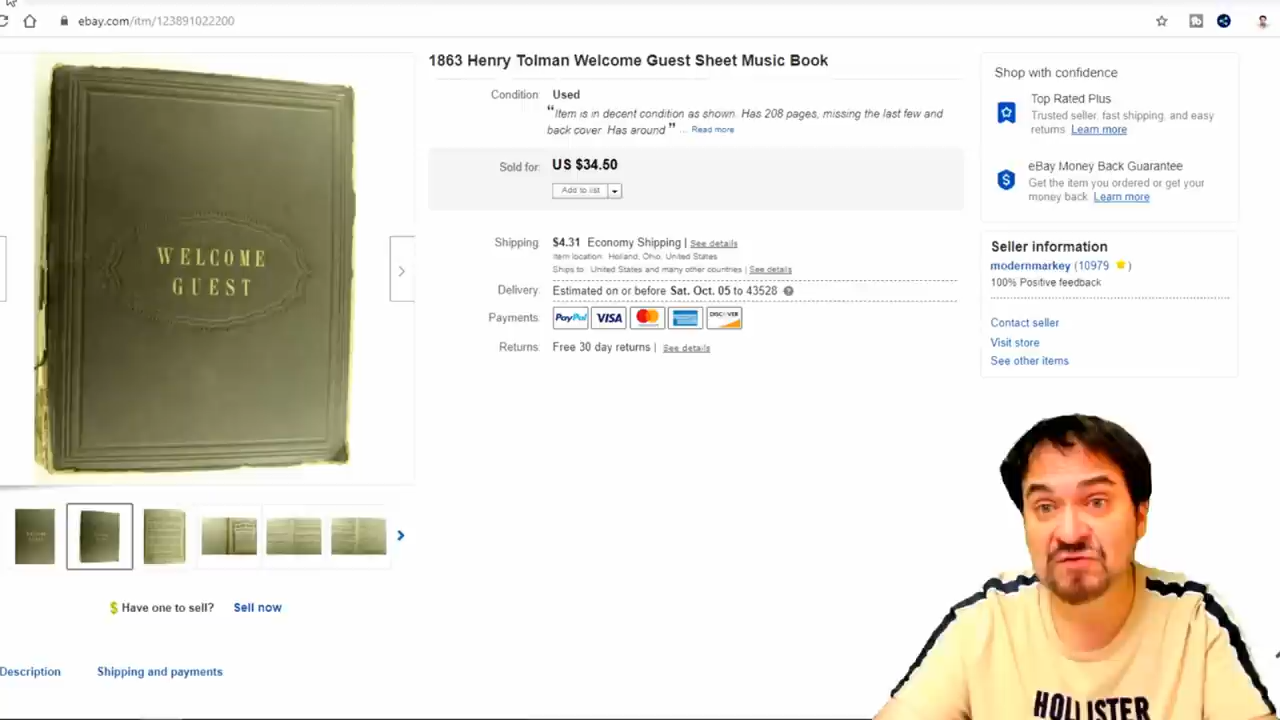 ebay.com/itm/123891022200
1863 Henry Tolman Welcome Guest Sheet Music Book
Condition: Used
"Item is in decent condition as shown. Has 208 pages, missing the last few and
back cover. Has around " ... Read more
Sold for: US $34.50
Add to list
Shipping: $4.31 Economy Shipping | See details
Item location: Holland, Ohio, United States
Ships to: United States and many other countries | See details
Delivery: Estimated on or before Sat. Oct. 05 to 43528
Payments: PayPal VISA DISCOVER
Returns: Free 30 day returns | See details
WELCOME
GUEST
$ Have one to sell? Sell now
Description Shipping and payments
Shop with confidence
Top Rated Plus
Trusted seller, fast shipping, and easy
returns. Learn more
eBay Money Back Guarantee
Get the item you ordered or get your
money back. Learn more
Seller information
modernmarkey (10979 )
100% Positive feedback
Contact seller
Visit store
See other items
HOLLISTER